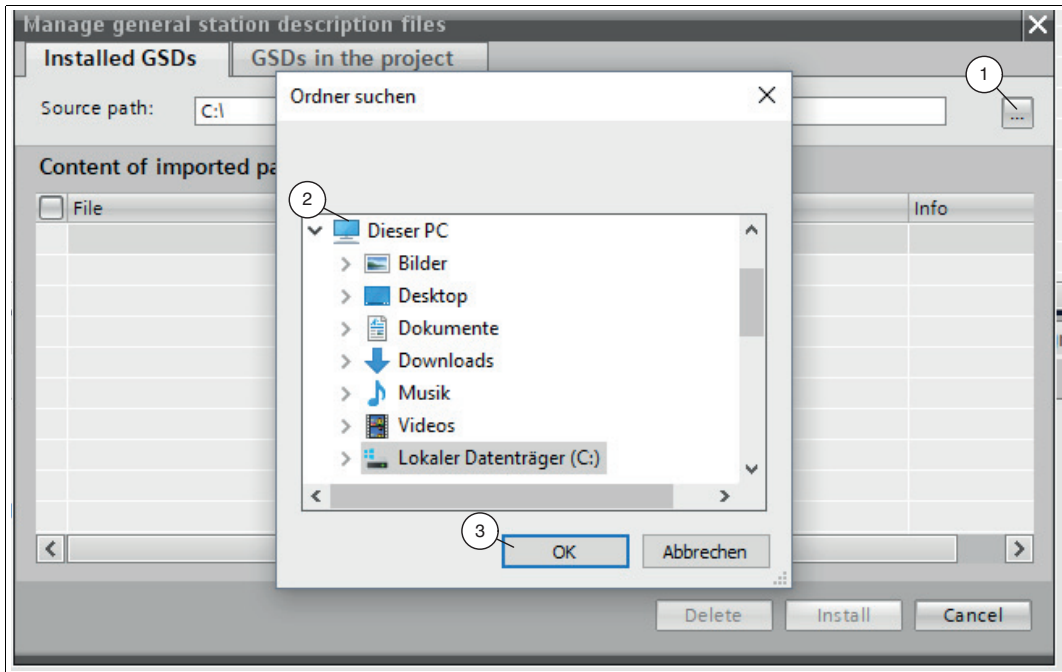 Manage general station description files
Installed GSDs
GSDs in the project
1
Source path:
C:\
...
Ordner suchen
Content of imported pa
2
File
Info
Dieser PC
Bilder
Desktop
Dokumente
Downloads
Musik
Videos
Lokaler Datenträger (C:)
3
OK
Abbrechen
Delete
Install
Cancel